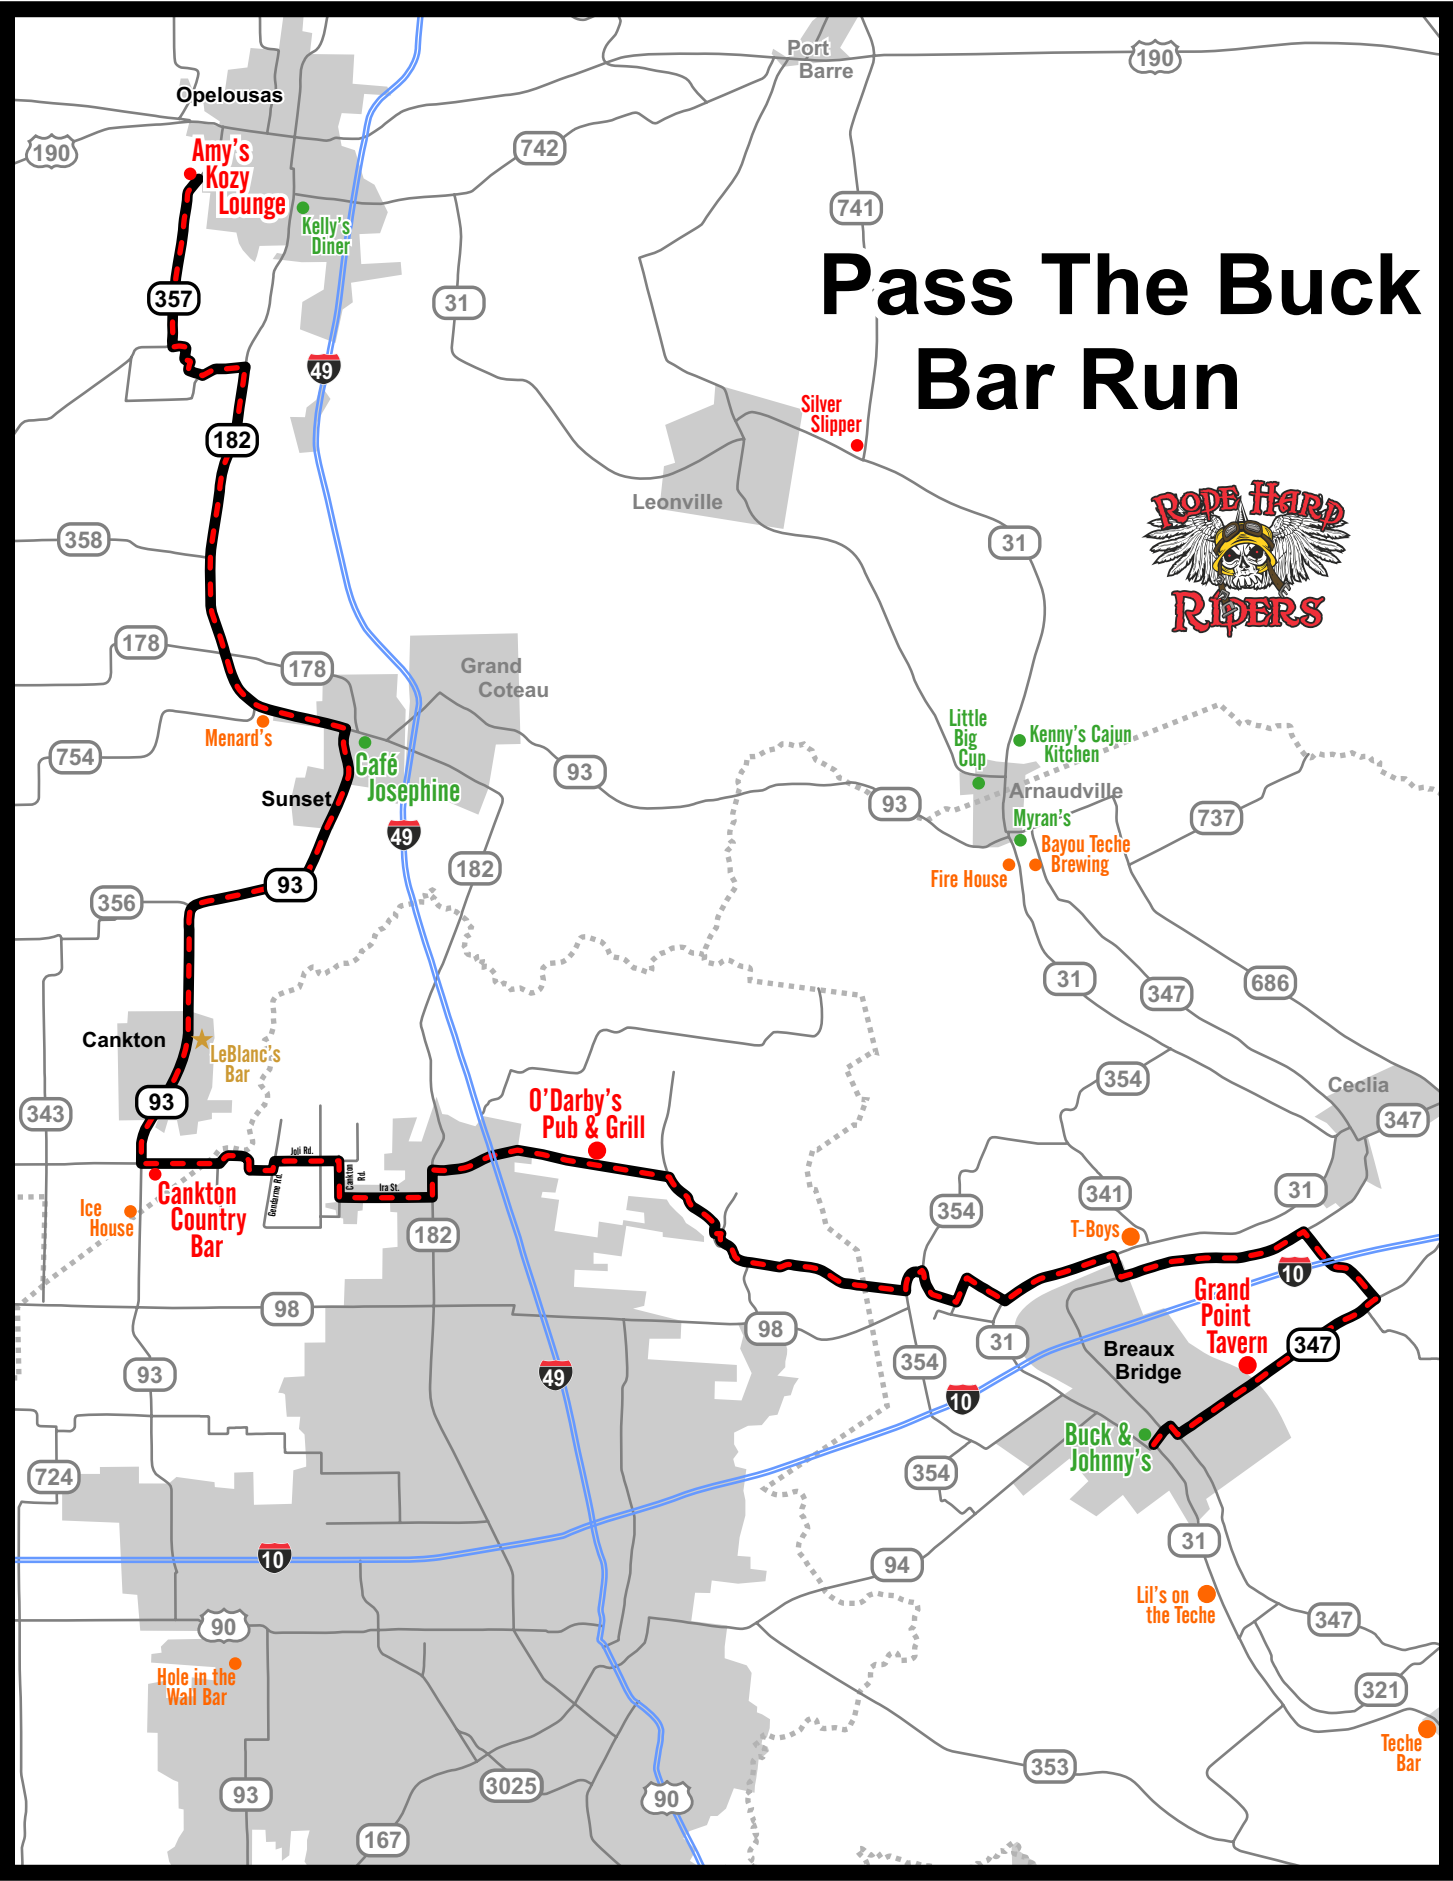 Port
Barre
190
Opelousas
190
742
Amy's
Kozy
Lounge
Kelly's
Diner
741
Pass The Buck
Bar Run
357
31
49
182
Silver
Slipper
Leonville
358
31
RODE HARD
RIDERS
178
178
Grand
Coteau
Menard's
754
Café
Josephine
Sunset
93
Little
Big
Cup
Kenny's Cajun
Kitchen
Arnaudville
93
Myran's
737
49
182
Bayou Teche
Brewing
Fire House
93
356
31
347
686
Cankton
LeBlanc's
Bar
93
343
354
Ceclia
347
O'Darby's
Pub & Grill
Joli Rd.
Gendarme Rd.
Cankton
Rd.
Ira St.
Cankton
Country
Bar
Ice
House
182
354
341
T-Boys
31
10
Grand
Point
Tavern
98
98
31
354
347
Breaux
Bridge
93
49
10
Buck &
Johnny's
724
354
10
94
31
Lil's on
the Teche
90
347
Hole in the
Wall Bar
321
Teche
Bar
353
93
3025
90
167